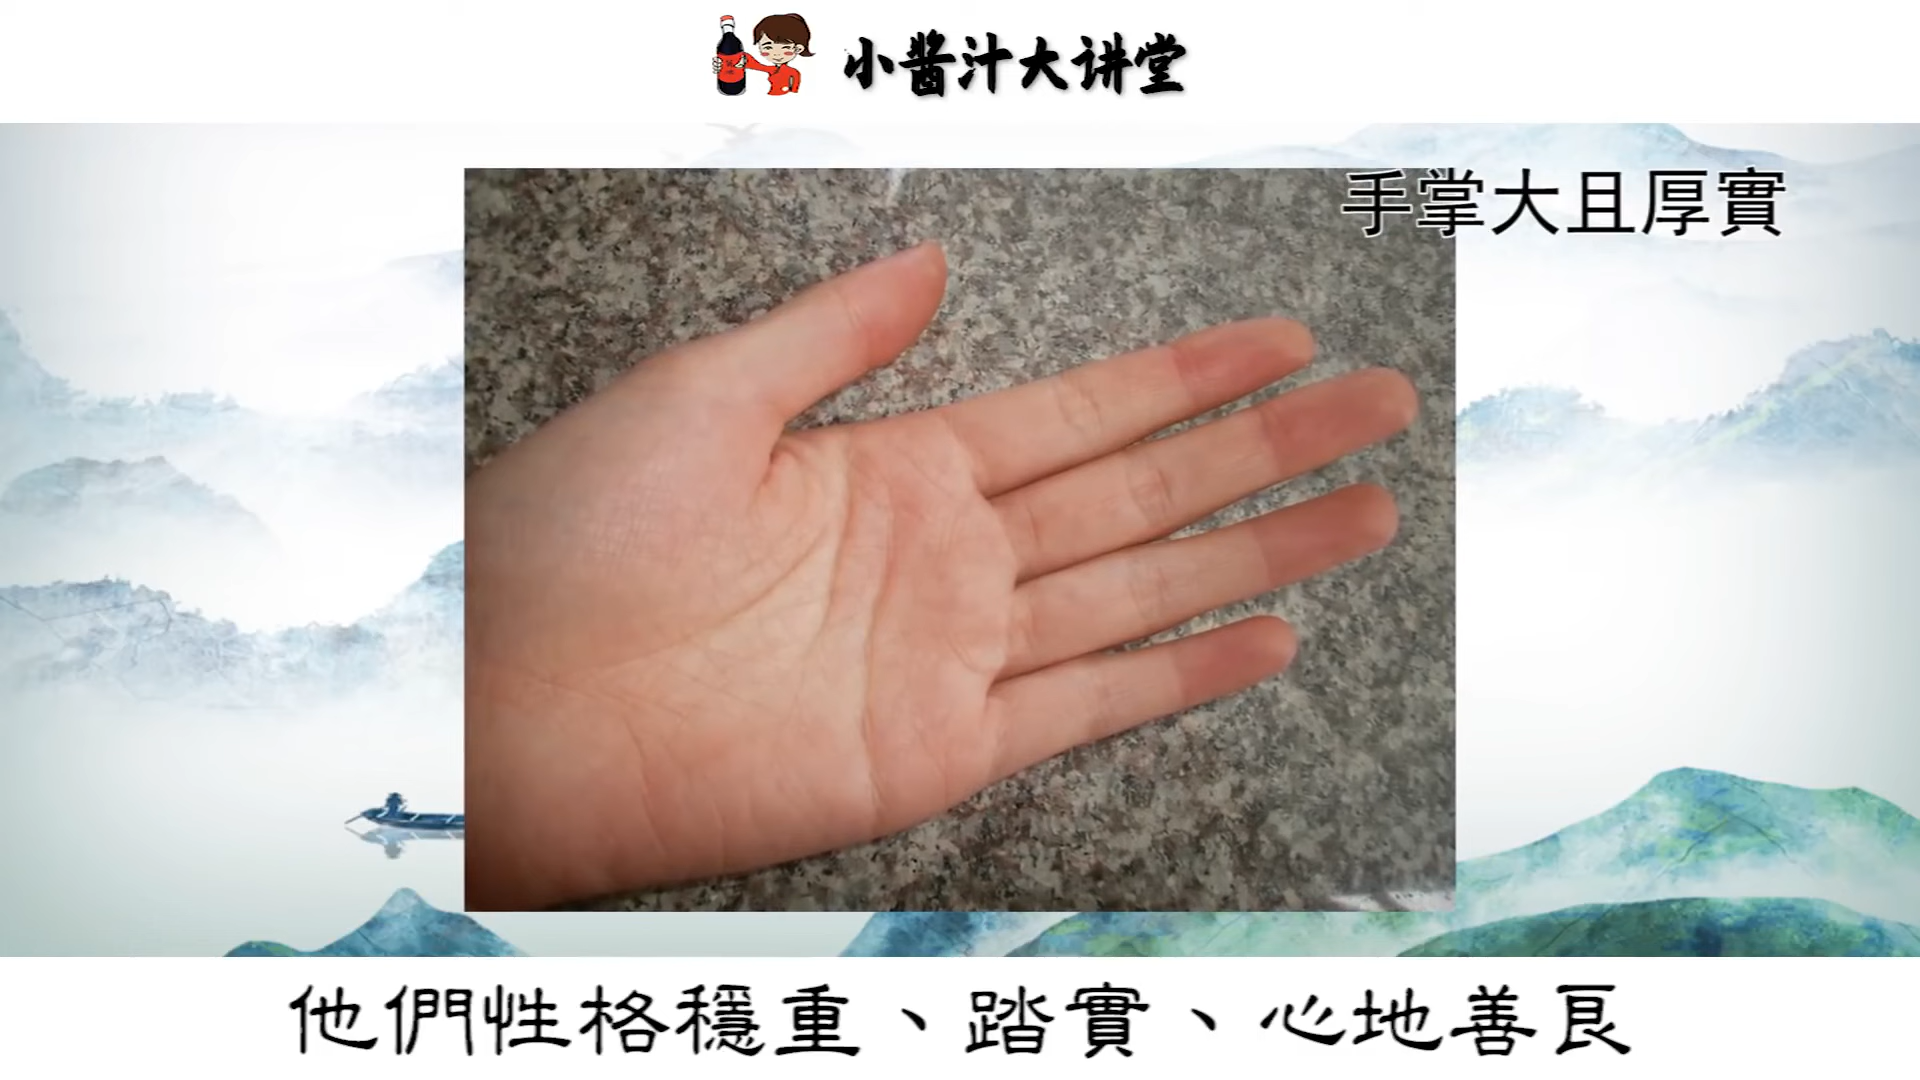 小酱汁大讲堂
手掌大且厚實
他們性格穩重、踏實、心地善良